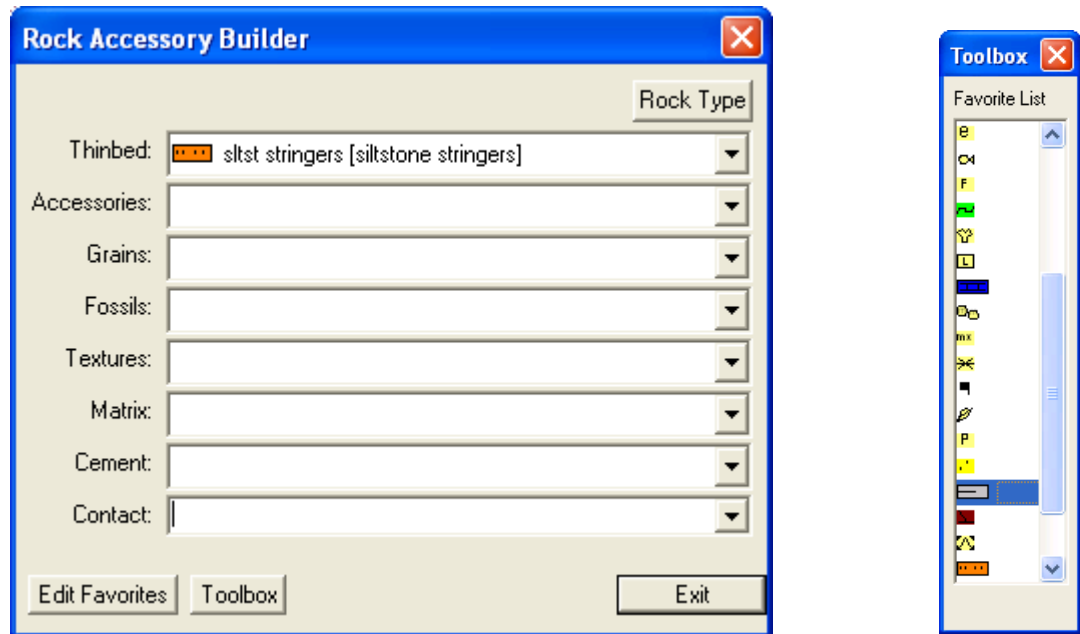 Rock Accessory Builder
Rock Type
Thinbed: sltst stringers [siltstone stringers]
Accessories:
Grains:
Fossils:
Textures:
Matrix:
Cement:
Contact:
Edit Favorites Toolbox Exit
Toolbox
Favorite List
e
F
L
mx
P